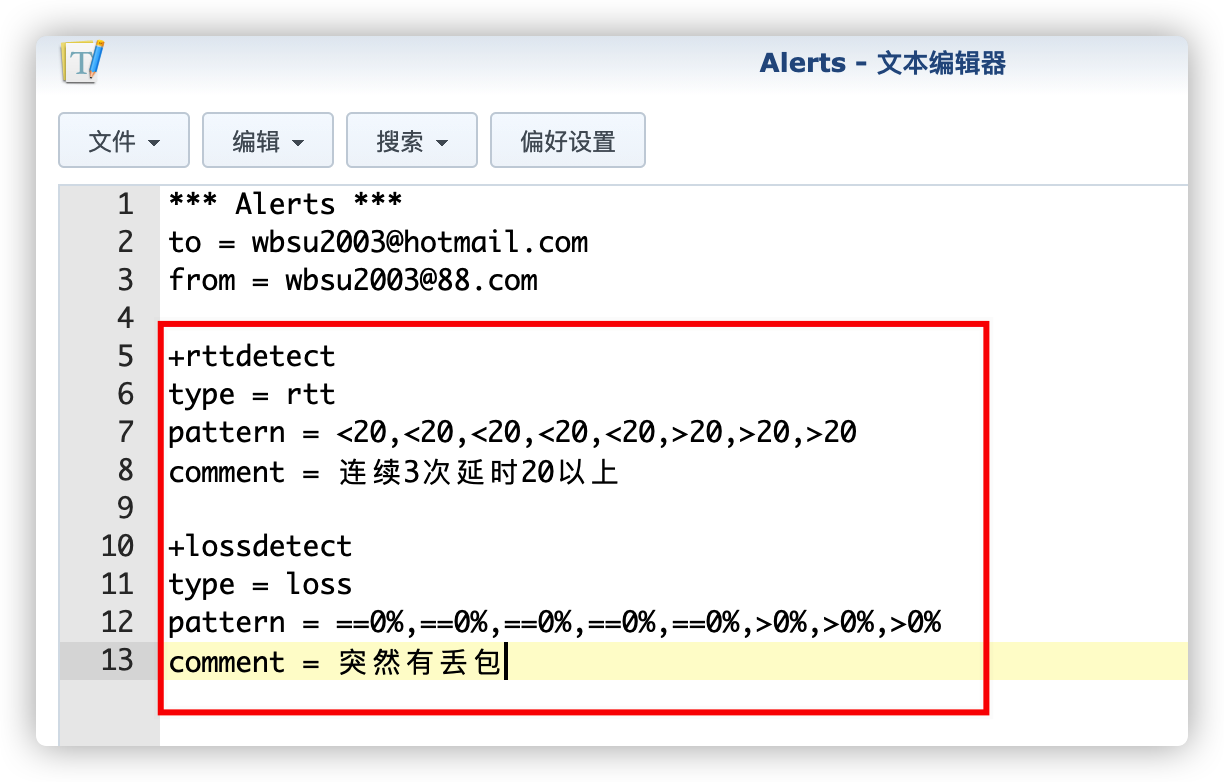 Alerts - 文本编辑器
文件 编辑 搜索 偏好设置
1 *** Alerts ***
2 to = wbsu2003@hotmail.com
3 from = wbsu2003@88.com
4
5 +rttdetect
6 type = rtt
7 pattern = <20,<20,<20,<20,<20,>20,>20,>20
8 comment = 连续3次延时20以上
9
10 +lossdetect
11 type = loss
12 pattern = ==0%,==0%,==0%,==0%,==0%,>0%,>0%,>0%
13 comment = 突然有丢包